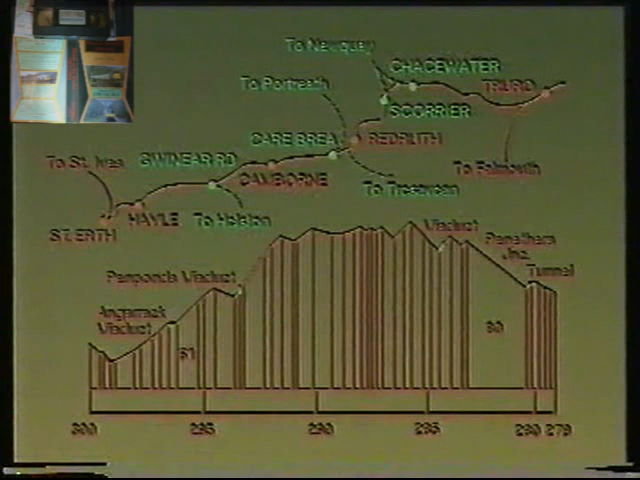 To Newquay
CHACEWATER
To Portreath
TRURO
SCORRIER
CARN BREA
REDRUTH
To St. Ives
GWINEAR RD
To Falmouth
CAMBORNE
To Tresavean
HAYLE
To Helston
ST. ERTH
Viaduct
Penwithers
Jnc.
Penponds Viaduct
Tunnel
Angarrack
Viaduct
61
80
300 295 290 285 280 279